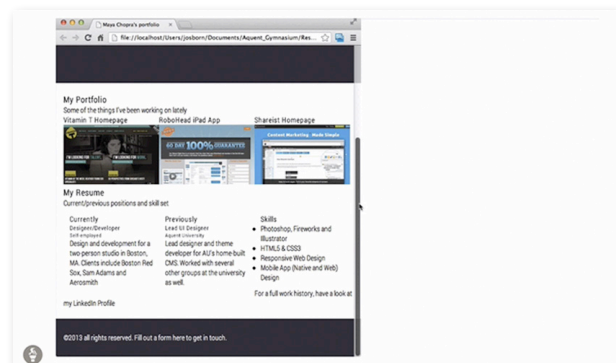 Maya Chopra's portfolio
file://localhost/Users/josborn/Documents/Aquent_Gymnasium/Res...
My Portfolio
Some of the things I've been working on lately
Vitamin T Homepage
RoboHead iPad App
Shareist Homepage
60 DAY 100% GUARANTEE
Content Marketing Made Simple
My Resume
Current/previous positions and skill set
Currently
Designer/Developer
Self employed
Design and development for a
two-person studio in Boston,
MA. Clients include Boston Red
Sox, Sam Adams and
Aerosmith
Previously
Lead UI Designer
Aquent University
Lead designer and theme
developer for AU's home-built
CMS. Worked with several
other groups at the university
as well.
Skills
Photoshop, Fireworks and
Illustrator
HTML5 & CSS3
Responsive Web Design
Mobile App (Native and Web)
Design
For a full work history, have a look at
my LinkedIn Profile
©2013 all rights reserved. Fill out a form here to get in touch.